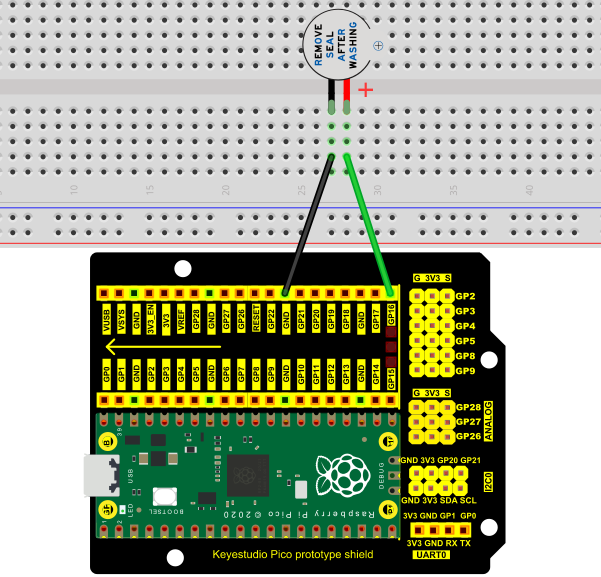 REMOVE
SEAL
AFTER
WASHING
+
10 15 20 25 30 35 40
G 3V3 S
VUSB VSYS GND 3V3_EN 3V3 VREF GP28 GND GP27 GP26 RESET GP22 GND GP21 GP20 GP19 GP18 GND GP17 GP16
GP2
GP3
GP4
GP5
GP8
GP9
GP0 GP1 GND GP2 GP3 GP4 GP5 GND GP6 GP7 GP8 GP9 GND GP10 GP11 GP12 GP13 GND GP14 GP15
G 3V3 S
GP28
GP27
GP26
ANALOG
GND 3V3 GP20 GP21
GND 3V3 SDA SCL
I2C0
3V3 GND GP1 GP0
3V3 GND RX TX
UART0
39
USB
DEBUG
BOOTSEL
LED
1
2
Raspberry Pi Pico © 2020
Keyestudio Pico prototype shield